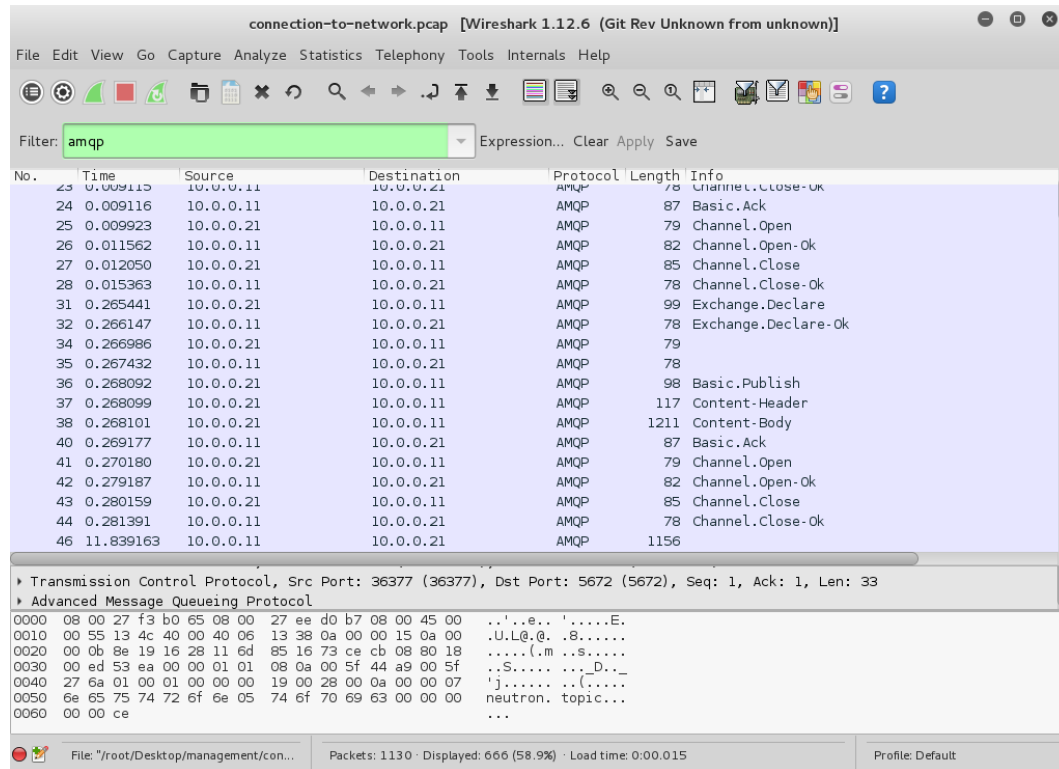 connection-to-network.pcap [Wireshark 1.12.6 (Git Rev Unknown from unknown)]
File Edit View Go Capture Analyze Statistics Telephony Tools Internals Help
Filter: amqp Expression... Clear Apply Save
No. Time Source Destination Protocol Length Info
23 0.009115 10.0.0.11 10.0.0.21 AMQP 78 Channel.Close-Ok
24 0.009116 10.0.0.11 10.0.0.21 AMQP 87 Basic.Ack
25 0.009923 10.0.0.21 10.0.0.11 AMQP 79 Channel.Open
26 0.011562 10.0.0.11 10.0.0.21 AMQP 82 Channel.Open-Ok
27 0.012050 10.0.0.21 10.0.0.11 AMQP 85 Channel.Close
28 0.015363 10.0.0.11 10.0.0.21 AMQP 78 Channel.Close-Ok
31 0.265441 10.0.0.21 10.0.0.11 AMQP 99 Exchange.Declare
32 0.266147 10.0.0.11 10.0.0.21 AMQP 78 Exchange.Declare-Ok
34 0.266986 10.0.0.21 10.0.0.11 AMQP 79
35 0.267432 10.0.0.11 10.0.0.21 AMQP 78
36 0.268092 10.0.0.21 10.0.0.11 AMQP 98 Basic.Publish
37 0.268099 10.0.0.21 10.0.0.11 AMQP 117 Content-Header
38 0.268101 10.0.0.21 10.0.0.11 AMQP 1211 Content-Body
40 0.269177 10.0.0.11 10.0.0.21 AMQP 87 Basic.Ack
41 0.270180 10.0.0.21 10.0.0.11 AMQP 79 Channel.Open
42 0.279187 10.0.0.11 10.0.0.21 AMQP 82 Channel.Open-Ok
43 0.280159 10.0.0.21 10.0.0.11 AMQP 85 Channel.Close
44 0.281391 10.0.0.11 10.0.0.21 AMQP 78 Channel.Close-Ok
46 11.839163 10.0.0.11 10.0.0.21 AMQP 1156
Transmission Control Protocol, Src Port: 36377 (36377), Dst Port: 5672 (5672), Seq: 1, Ack: 1, Len: 33
Advanced Message Queueing Protocol
0000 08 00 27 f3 b0 65 08 00 27 ee d0 b7 08 00 45 00 ..'..e.. '.....E.
0010 00 55 13 4c 40 00 40 06 13 38 0a 00 00 15 0a 00 .U.L@.@. .8......
0020 00 0b 8e 19 16 28 11 6d 85 16 73 ce cb 08 80 18 .....(.m ..s.....
0030 00 ed 53 ea 00 00 01 01 08 0a 00 5f 44 a9 00 5f ..S..... ..._D.._
0040 27 6a 01 00 01 00 00 00 19 00 28 00 0a 00 00 07 'j...... ..(.....
0050 6e 65 75 74 72 6f 6e 05 74 6f 70 69 63 00 00 00 neutron. topic...
0060 00 00 ce ...
File: "/root/Desktop/management/con... Packets: 1130 · Displayed: 666 (58.9%) · Load time: 0:00.015 Profile: Default